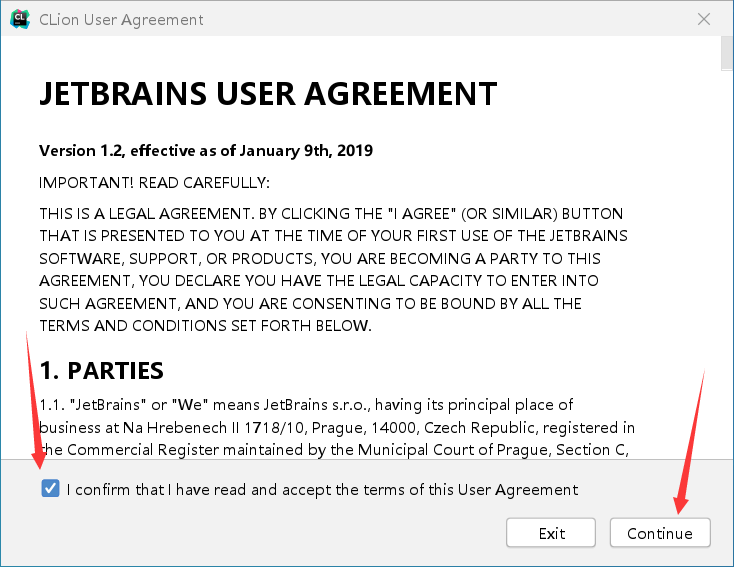 CLion User Agreement
JETBRAINS USER AGREEMENT
Version 1.2, effective as of January 9th, 2019
IMPORTANT! READ CAREFULLY:
THIS IS A LEGAL AGREEMENT. BY CLICKING THE "I AGREE" (OR SIMILAR) BUTTON
THAT IS PRESENTED TO YOU AT THE TIME OF YOUR FIRST USE OF THE JETBRAINS
SOFTWARE, SUPPORT, OR PRODUCTS, YOU ARE BECOMING A PARTY TO THIS
AGREEMENT, YOU DECLARE YOU HAVE THE LEGAL CAPACITY TO ENTER INTO
SUCH AGREEMENT, AND YOU ARE CONSENTING TO BE BOUND BY ALL THE
TERMS AND CONDITIONS SET FORTH BELOW.
1. PARTIES
1.1. "JetBrains" or "We" means JetBrains s.r.o., having its principal place of
business at Na Hrebenech II 1718/10, Prague, 14000, Czech Republic, registered in
the Commercial Register maintained by the Municipal Court of Prague, Section C,
I confirm that I have read and accept the terms of this User Agreement
Exit Continue